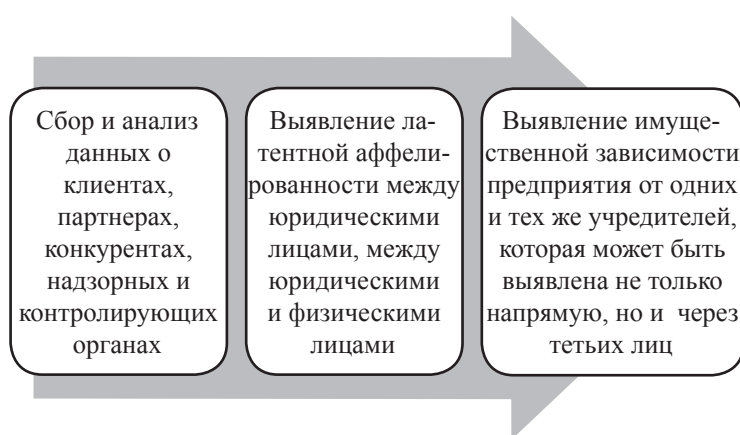 Сбор и анализ
данных о
клиентах,
партнерах,
конкурентах,
надзорных и
контролирующих
органах
Выявление ла-
тентной аффели-
рованности между
юридическими
лицами, между
юридическими
и физическими
лицами
Выявление имуще-
ственной зависимости
предприятия от одних
и тех же учредителей,
которая может быть
выявлена не только
напрямую, но и  через
тетьих лиц